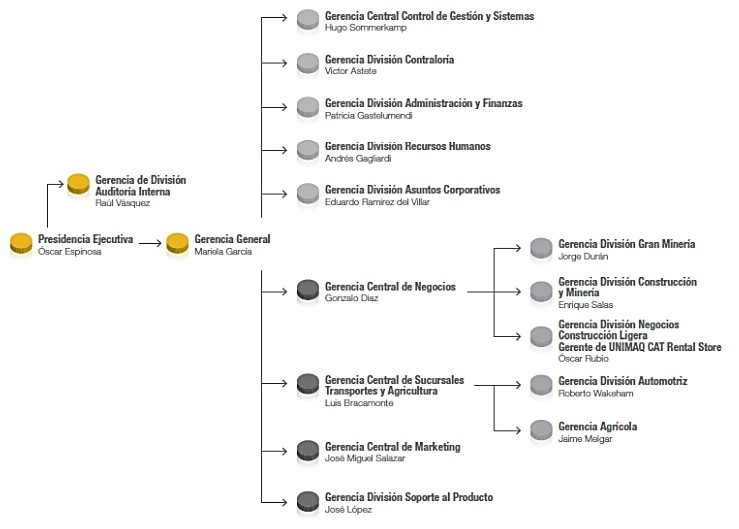 Gerencia Central Control de Gestión y Sistemas
Hugo Sommerkamp
Gerencia División Contraloría
Victor Astete
Gerencia División Administración y Finanzas
Patricia Gastelumendi
Gerencia División Recursos Humanos
Andrés Gagliardi
Gerencia de División
Auditoría Interna
Raúl Vásquez
Gerencia División Asuntos Corporativos
Eduardo Ramírez del Villar
Presidencia Ejecutiva
Óscar Espinosa
Gerencia General
Mariela García
Gerencia Central de Negocios
Gonzalo Díaz
Gerencia División Gran Minería
Jorge Durán
Gerencia División Construcción
y Minería
Enrique Salas
Gerencia División Negocios
Construcción Ligera
Gerente de UNIMAQ CAT Rental Store
Óscar Rubio
Gerencia Central de Sucursales
Transportes y Agricultura
Luis Bracamonte
Gerencia División Automotriz
Roberto Wakeham
Gerencia Agrícola
Jaime Melgar
Gerencia Central de Marketing
José Miguel Salazar
Gerencia División Soporte al Producto
José López